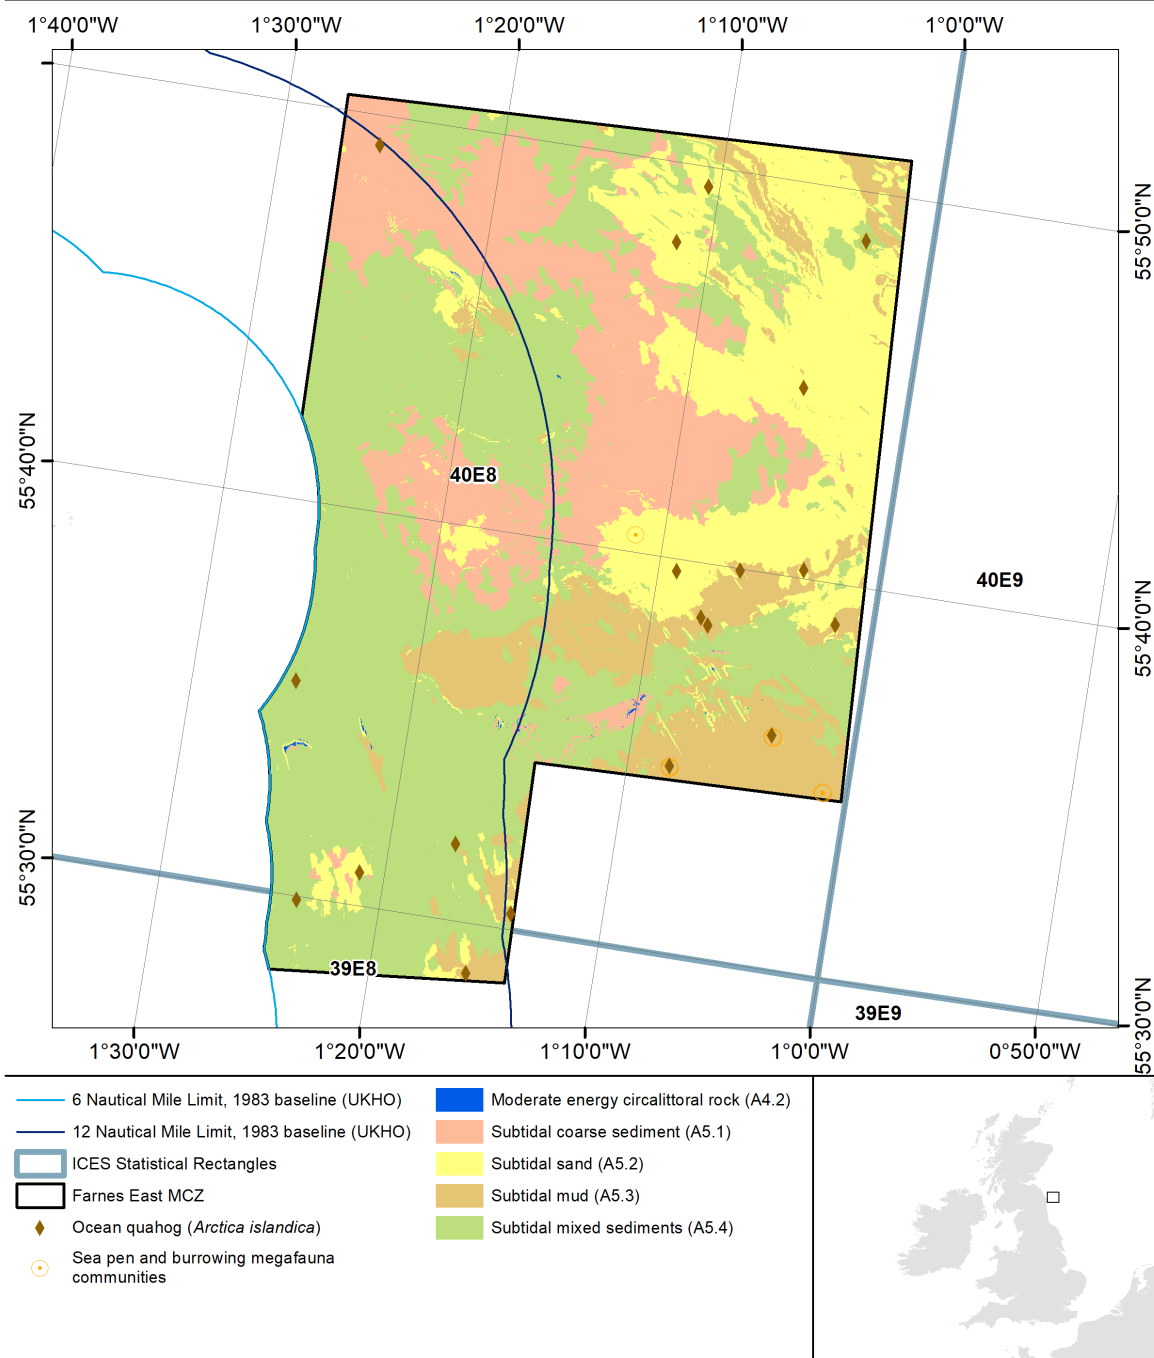 1°40'0"W 1°30'0"W 1°20'0"W 1°10'0"W 1°0'0"W
55°50'0"N
55°40'0"N
40E8
40E9
55°40'0"N
55°30'0"N
39E8
39E9
55°30'0"N
1°30'0"W 1°20'0"W 1°10'0"W 1°0'0"W 0°50'0"W
6 Nautical Mile Limit, 1983 baseline (UKHO)
12 Nautical Mile Limit, 1983 baseline (UKHO)
ICES Statistical Rectangles
Farnes East MCZ
Ocean quahog (Arctica islandica)
Sea pen and burrowing megafauna
communities
Moderate energy circalittoral rock (A4.2)
Subtidal coarse sediment (A5.1)
Subtidal sand (A5.2)
Subtidal mud (A5.3)
Subtidal mixed sediments (A5.4)